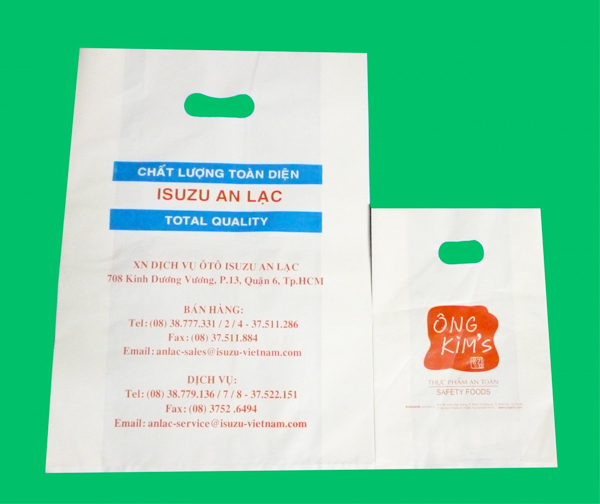 CHẤT LƯỢNG TOÀN DIỆN
ISUZU AN LẠC
TOTAL QUALITY
XN DỊCH VỤ ÔTÔ ISUZU AN LẠC
708 Kinh Dương Vương, P.13, Quận 6, Tp.HCM
BÁN HÀNG:
Tel: (08) 38.777.331 / 2 / 4 - 37.511.286
Fax: (08) 37.511.884
Email: anlac-sales@isuzu-vietnam.com
DỊCH VỤ:
Tel: (08) 38.779.136 / 7 / 8 - 37.522.151
Fax: (08) 3752 .6494
Email: anlac-service@isuzu-vietnam.com
ÔNG
KIM'S
THỰC PHẨM AN TOÀN
SAFETY FOODS